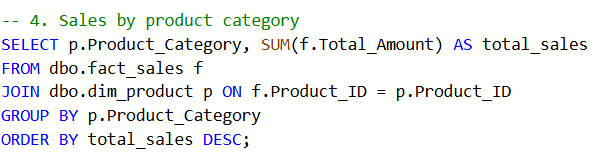 -- 4. Sales by product category
SELECT p.Product_Category, SUM(f.Total_Amount) AS total_sales
FROM dbo.fact_sales f
JOIN dbo.dim_product p ON f.Product_ID = p.Product_ID
GROUP BY p.Product_Category
ORDER BY total_sales DESC;